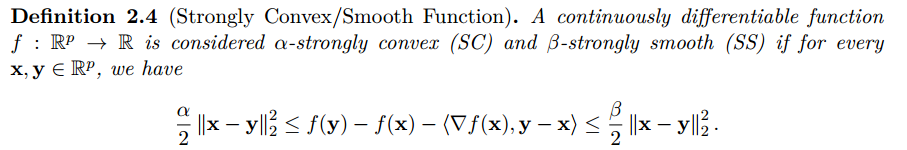 Definition 2.4 (Strongly Convex/Smooth Function). A continuously differentiable function
f : ℝᵖ → ℝ is considered α-strongly convex (SC) and β-strongly smooth (SS) if for every
x, y ∈ ℝᵖ, we have
α/2 ‖x − y‖₂² ≤ f(y) − f(x) − ⟨∇f(x), y − x⟩ ≤ β/2 ‖x − y‖₂².